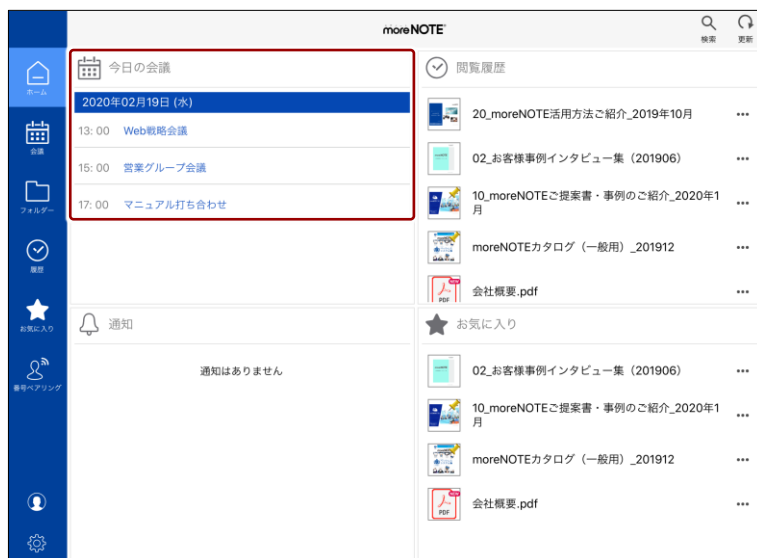 moreNOTE
検索
更新
ホーム
会議
フォルダー
履歴
お気に入り
番号ペアリング
今日の会議
2020年02月19日 (水)
13: 00 Web戦略会議
15: 00 営業グループ会議
17: 00 マニュアル打ち合わせ
閲覧履歴
20_moreNOTE活用方法ご紹介_2019年10月
02_お客様事例インタビュー集（201906）
10_moreNOTEご提案書・事例のご紹介_2020年1
月
moreNOTEカタログ（一般用）_201912
NEW
PDF
会社概要.pdf
通知
通知はありません
お気に入り
02_お客様事例インタビュー集（201906）
10_moreNOTEご提案書・事例のご紹介_2020年1
月
moreNOTEカタログ（一般用）_201912
NEW
PDF
会社概要.pdf